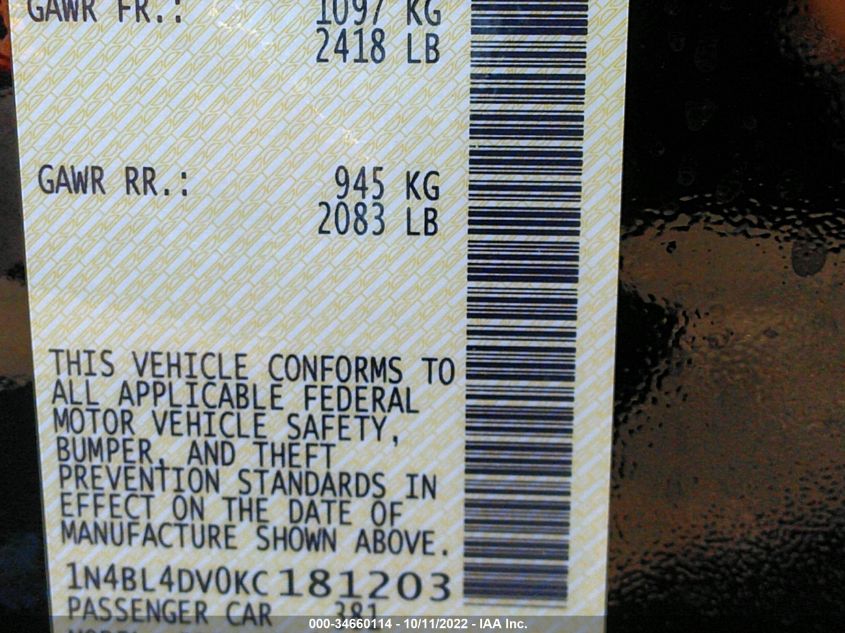 GAWR FR.: 1097 KG
2418 LB
GAWR RR.: 945 KG
2083 LB
THIS VEHICLE CONFORMS TO
ALL APPLICABLE FEDERAL
MOTOR VEHICLE SAFETY,
BUMPER, AND THEFT
PREVENTION STANDARDS IN
EFFECT ON THE DATE OF
MANUFACTURE SHOWN ABOVE.
1N4BL4DV0KC181203
PASSENGER CAR 381
000-34660114 - 10/11/2022 - IAA Inc.